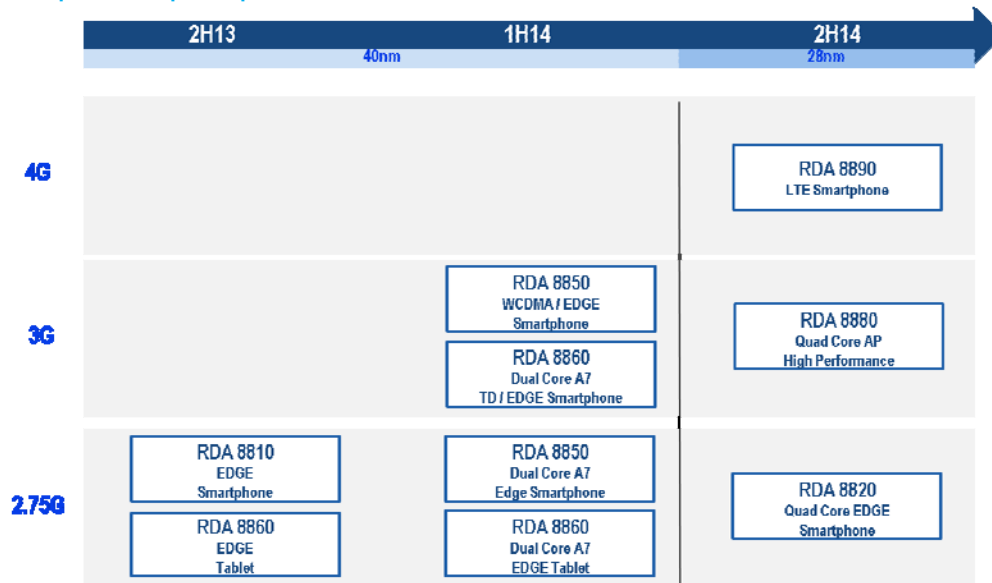 2H13 1H14 2H14
40nm 28nm
4G
RDA 8890
LTE Smartphone
3G
RDA 8850
WCDMA / EDGE
Smartphone
RDA 8860
Dual Core A7
TD / EDGE Smartphone
RDA 8880
Quad Core AP
High Performance
2.75G
RDA 8810
EDGE
Smartphone
RDA 8860
EDGE
Tablet
RDA 8850
Dual Core A7
Edge Smartphone
RDA 8860
Dual Core A7
EDGE Tablet
RDA 8820
Quad Core EDGE
Smartphone